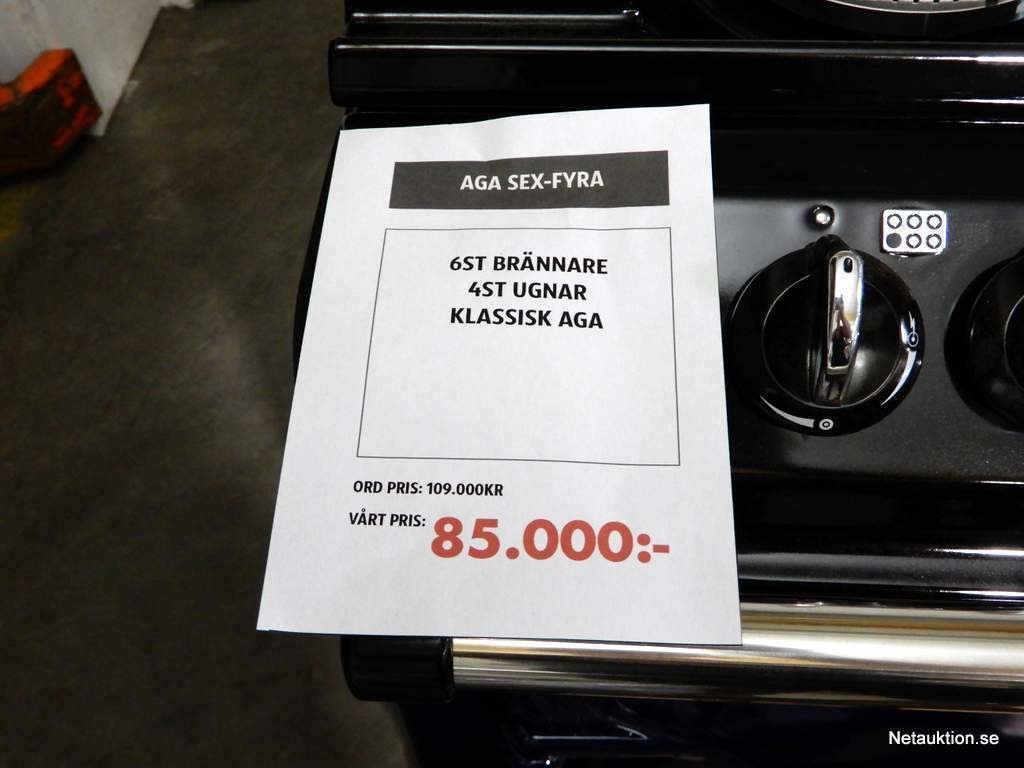 AGA SEX-FYRA
6ST BRÄNNARE
4ST UGNAR
KLASSISK AGA
ORD PRIS: 109.000KR
VÅRT PRIS: 85.000:-
Netauktion.se